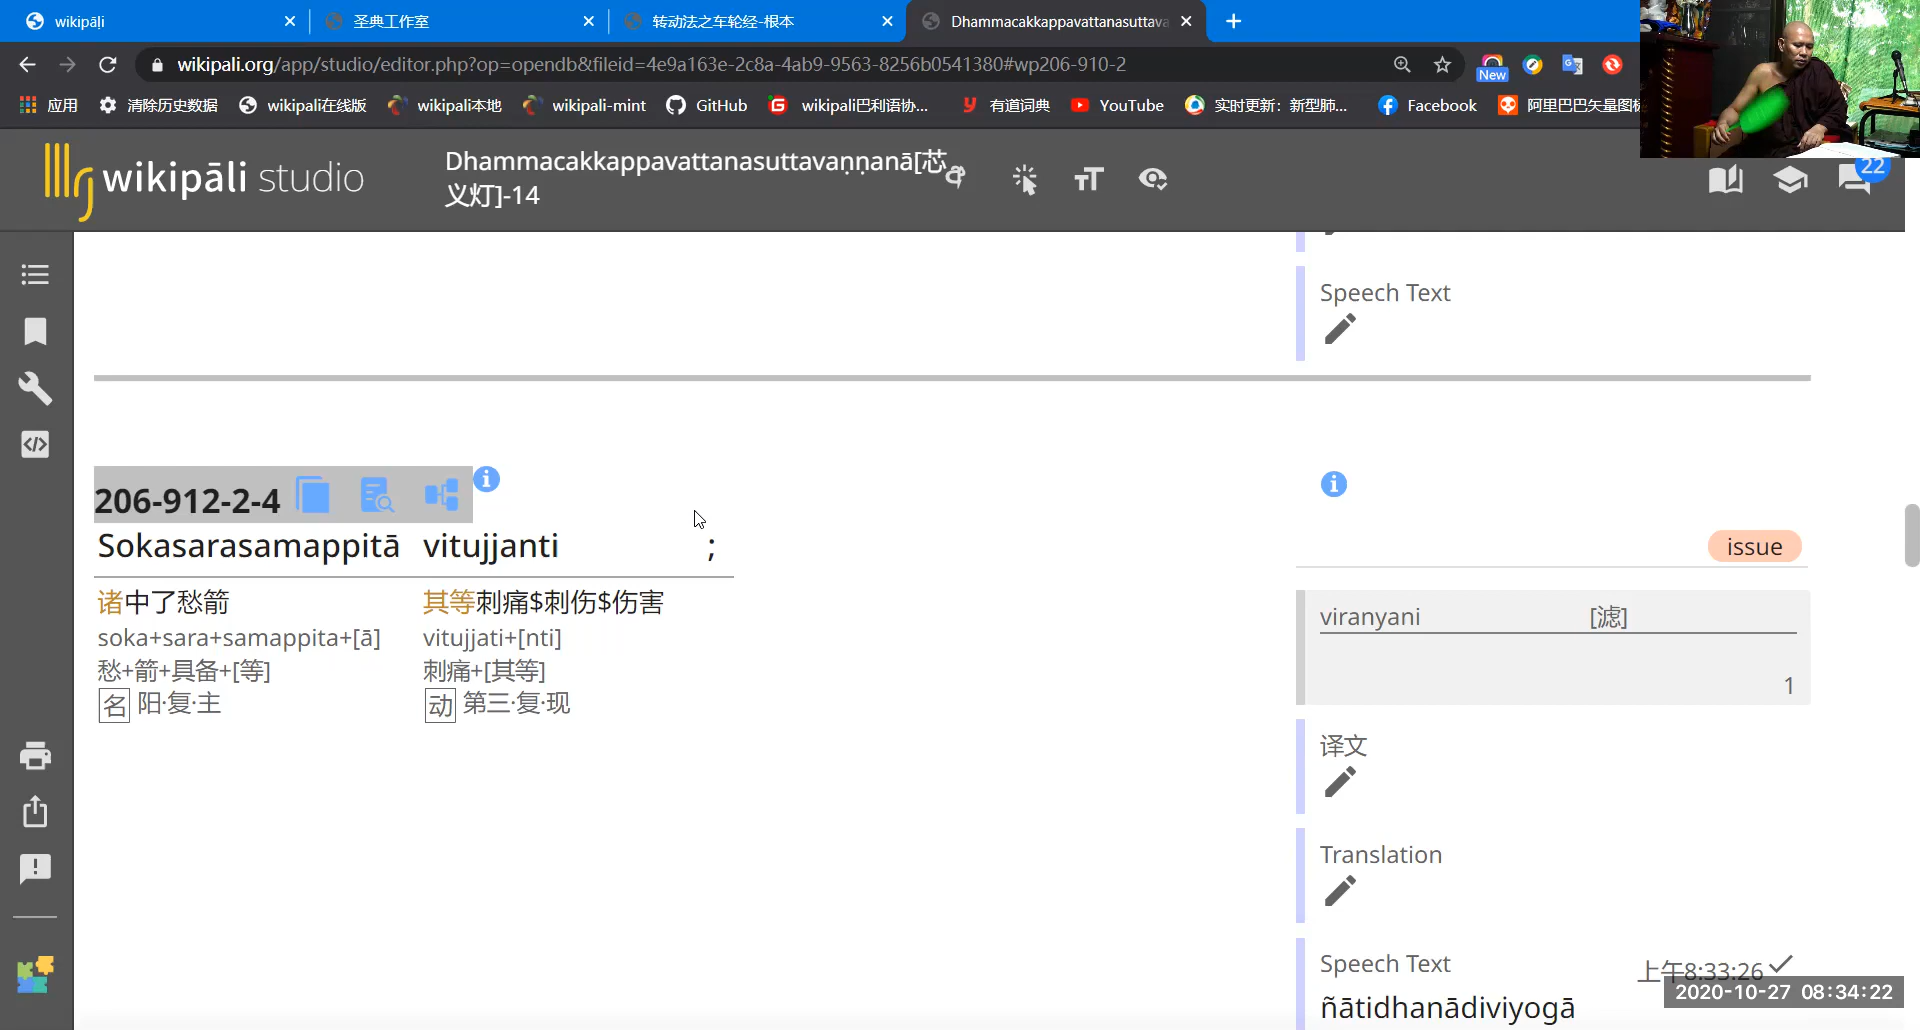 wikipāḷi
圣典工作室
转动法之车轮经-根本
Dhammacakkappavattanasuttava
wikipali.org/app/studio/editor.php?op=opendb&fileid=4e9a163e-2c8a-4ab9-9563-8256b0541380#wp206-910-2
New
应用
清除历史数据
wikipali在线版
wikipali本地
wikipali-mint
GitHub
wikipali巴利语协...
有道词典
YouTube
实时更新：新型肺...
Facebook
阿里巴巴矢量图标
wikipāli studio
Dhammacakkappavattanasuttavaṇṇanā[芯
义灯]-14
22
Speech Text
206-912-2-4
Sokasarasamappitā vitujjanti ;
诸中了愁箭 其等刺痛$刺伤$伤害
soka+sara+samappita+[ā] vitujjati+[nti]
愁+箭+具备+[等] 刺痛+[其等]
名 阳·复·主 动 第三·复·现
issue
viranyani [滤]
1
译文
Translation
Speech Text
上午8:33:26
2020-10-27 08:34:22
ñātidhanādiviyogā